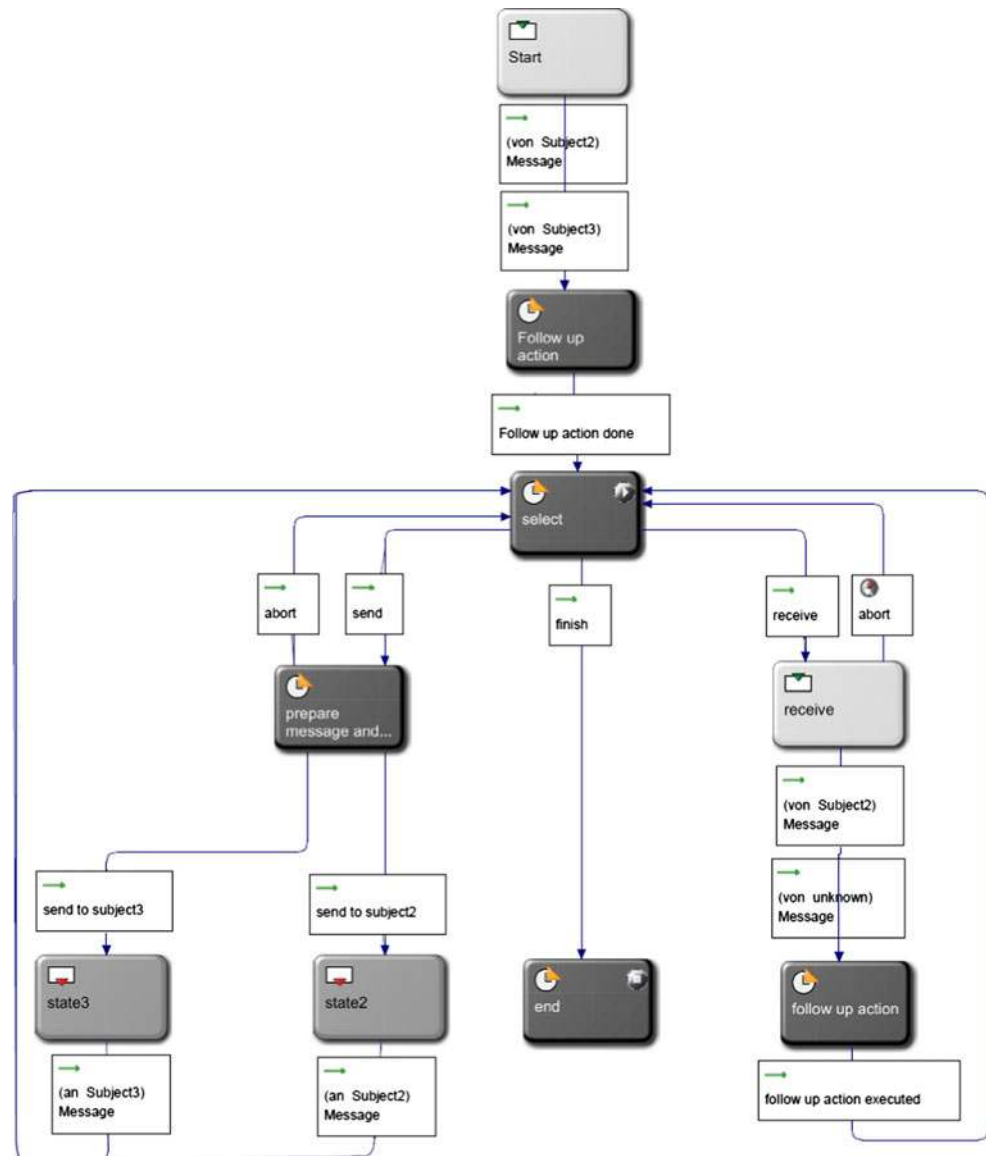 Start
(von Subject2)
Message
(von Subject3)
Message
Follow up
action
Follow up action done
select
abort
send
finish
receive
abort
prepare
message and...
receive
(von Subject2)
Message
send to subject3
send to subject2
(von unknown)
Message
state3
state2
end
follow up action
(an Subject3)
Message
(an Subject2)
Message
follow up action executed